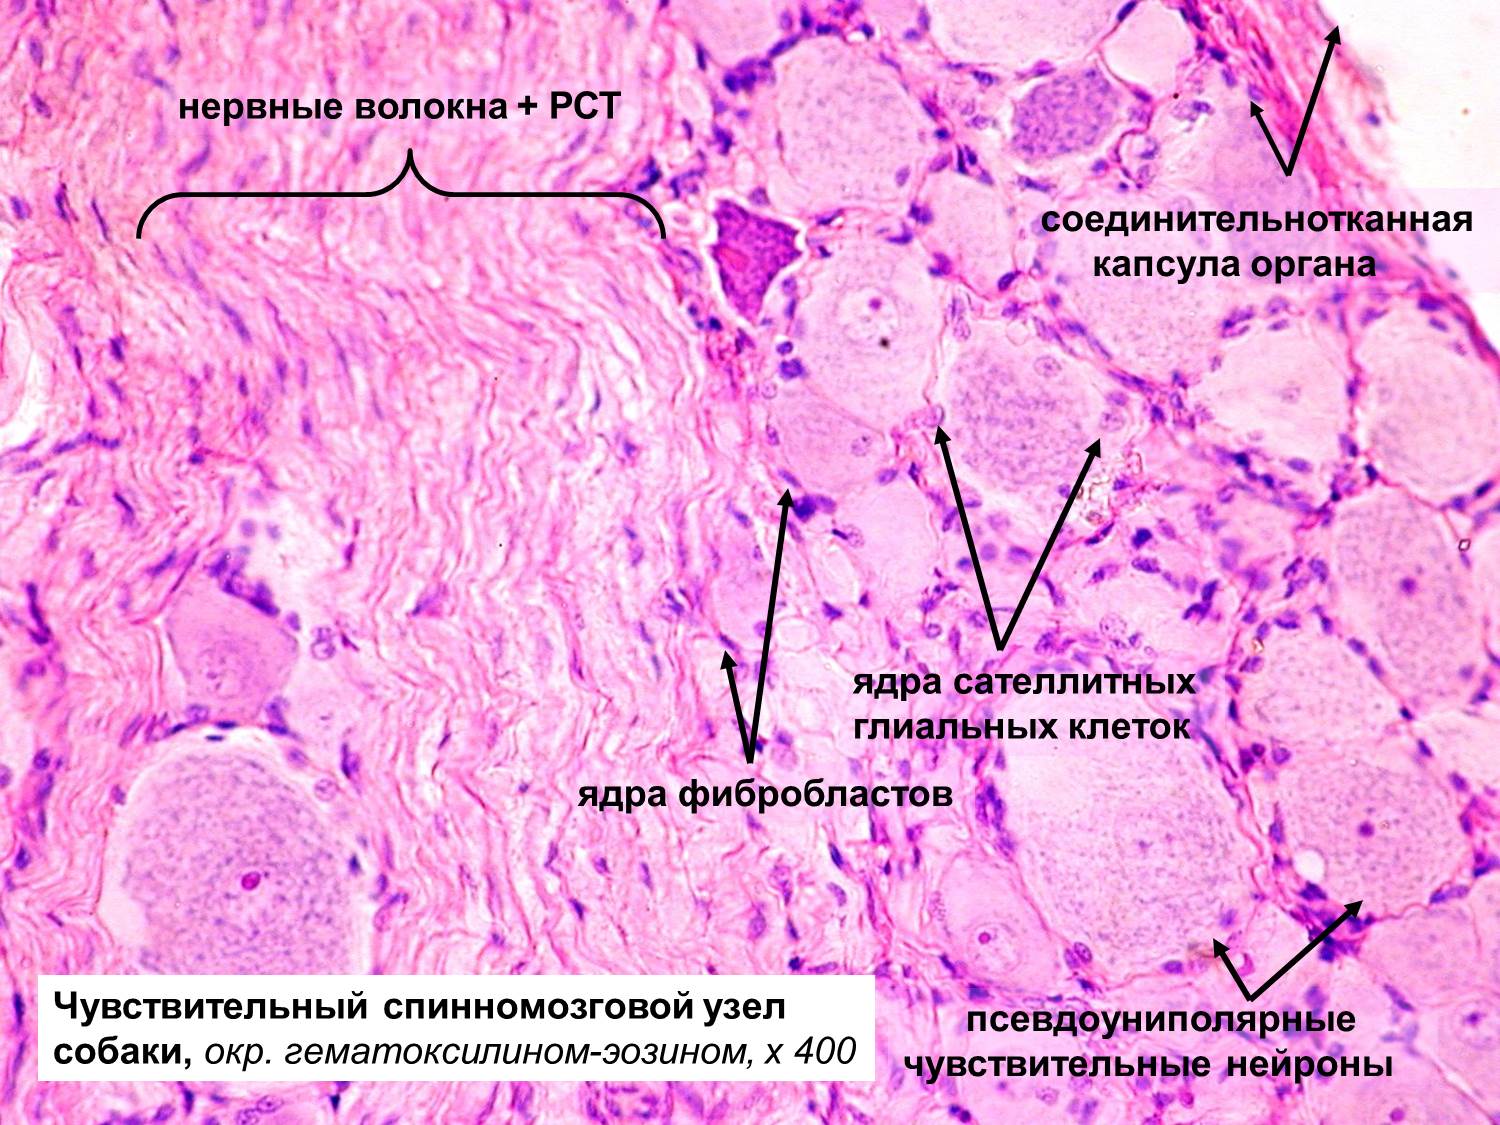 нервные волокна + РСТ
соединительнотканная
капсула органа
ядра сателлитных
глиальных клеток
ядра фибробластов
псевдоуниполярные
чувствительные нейроны
Чувствительный спинномозговой узел
собаки, окр. гематоксилином-эозином, х 400